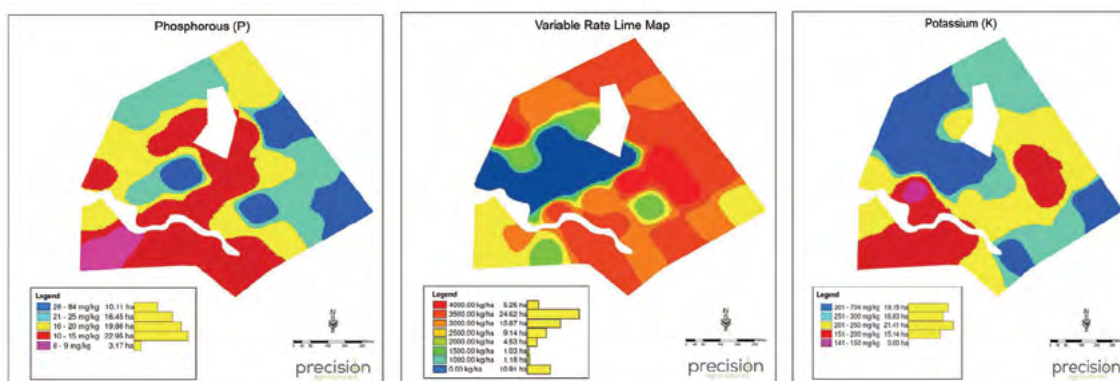 Phosphorous (P)
Legend
26 - 84 mg/kg 10.11 ha
21 - 25 mg/kg 16.45 ha
16 - 20 mg/kg 19.86 ha
10 - 15 mg/kg 22.95 ha
6 - 9 mg/kg 3.17 ha
N
precision
Variable Rate Lime Map
Legend
4000.00 kg/ha 5.26 ha
3500.00 kg/ha 24.62 ha
3000.00 kg/ha 15.87 ha
2500.00 kg/ha 9.14 ha
2000.00 kg/ha 4.53 ha
1500.00 kg/ha 1.03 ha
1000.00 kg/ha 1.18 ha
0.00 kg/ha 10.91 ha
N
precision
Potassium (K)
Legend
301 - 704 mg/kg 19.15 ha
251 - 300 mg/kg 16.83 ha
201 - 250 mg/kg 21.41 ha
151 - 200 mg/kg 15.14 ha
141 - 150 mg/kg
N
precision